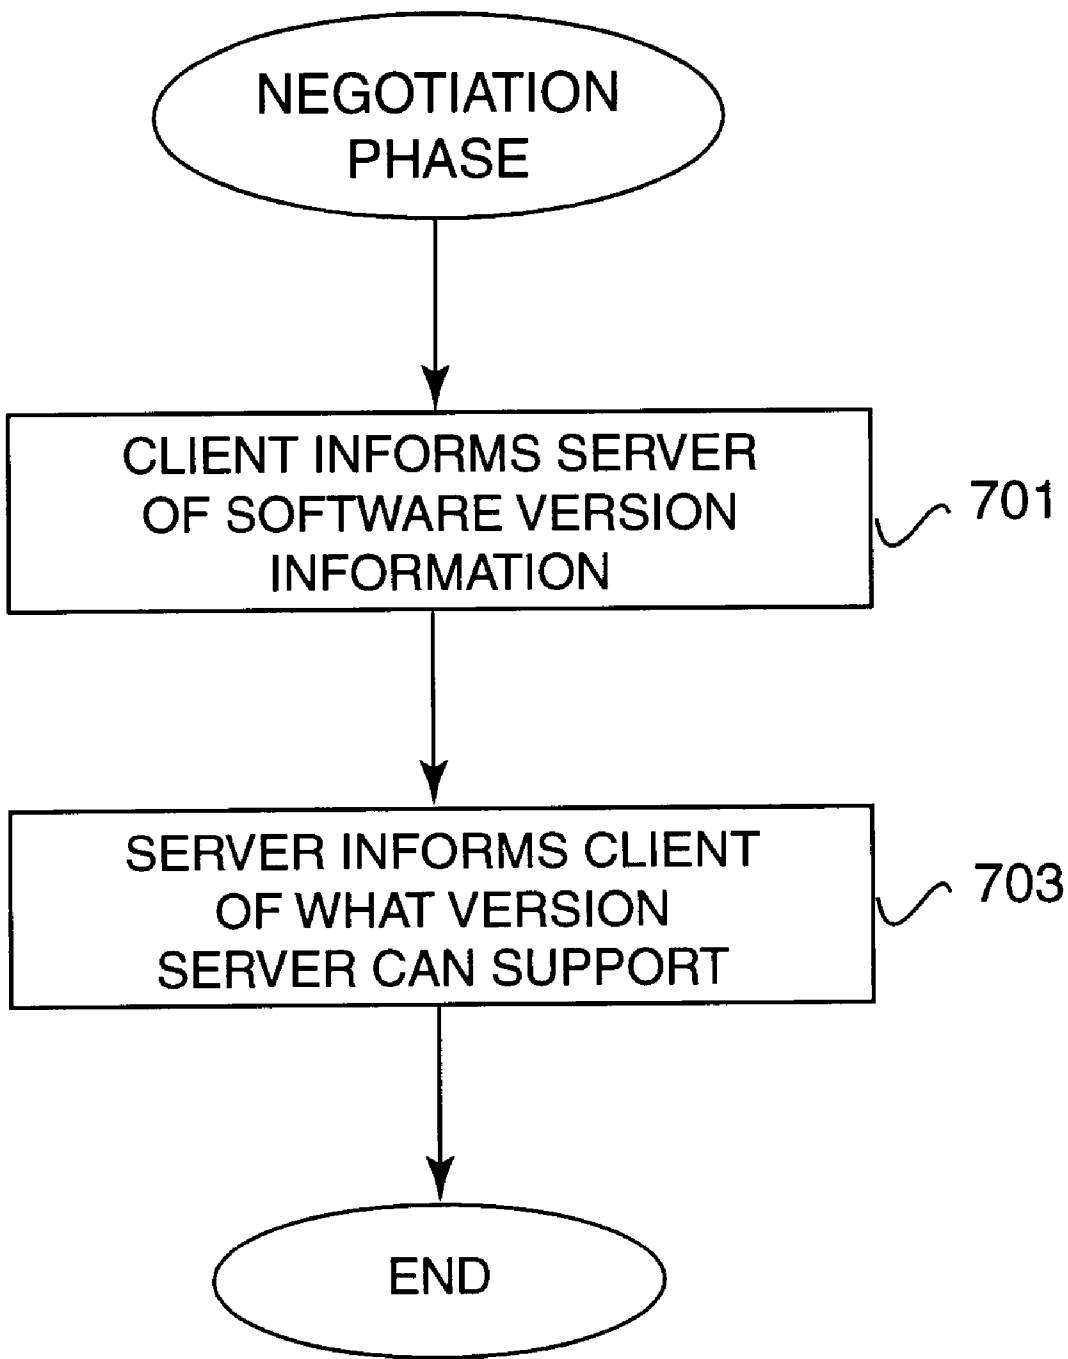 NEGOTIATION
PHASE
CLIENT INFORMS SERVER
OF SOFTWARE VERSION
INFORMATION
701
SERVER INFORMS CLIENT
OF WHAT VERSION
SERVER CAN SUPPORT
703
END